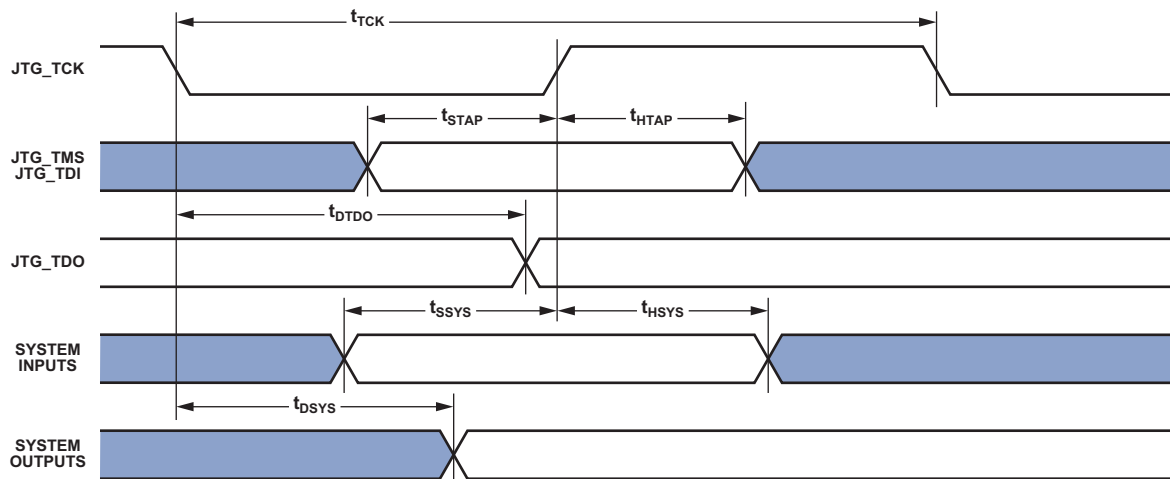 tTCK
JTG_TCK
tSTAP
tHTAP
JTG_TMS
JTG_TDI
tDTDO
JTG_TDO
tSSYS
tHSYS
SYSTEM
INPUTS
tDSYS
SYSTEM
OUTPUTS